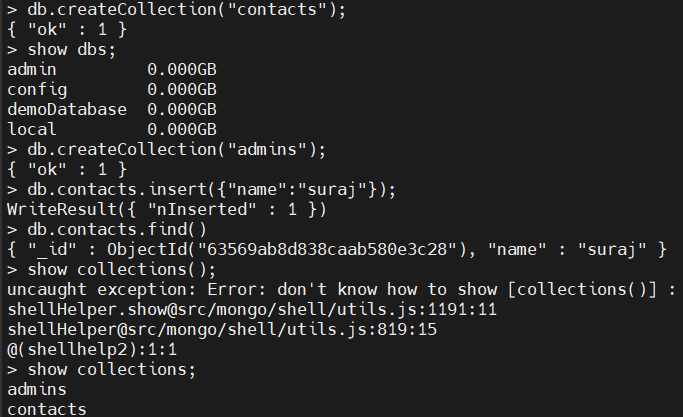 > db.createCollection("contacts");
{ "ok" : 1 }
> show dbs;
admin         0.000GB
config        0.000GB
demoDatabase  0.000GB
local         0.000GB
> db.createCollection("admins");
{ "ok" : 1 }
> db.contacts.insert({"name":"suraj"});
WriteResult({ "nInserted" : 1 })
> db.contacts.find()
{ "_id" : ObjectId("63569ab8d838caab580e3c28"), "name" : "suraj" }
> show collections();
uncaught exception: Error: don't know how to show [collections()] :
shellHelper.show@src/mongo/shell/utils.js:1191:11
shellHelper@src/mongo/shell/utils.js:819:15
@(shellhelp2):1:1
> show collections;
admins
contacts